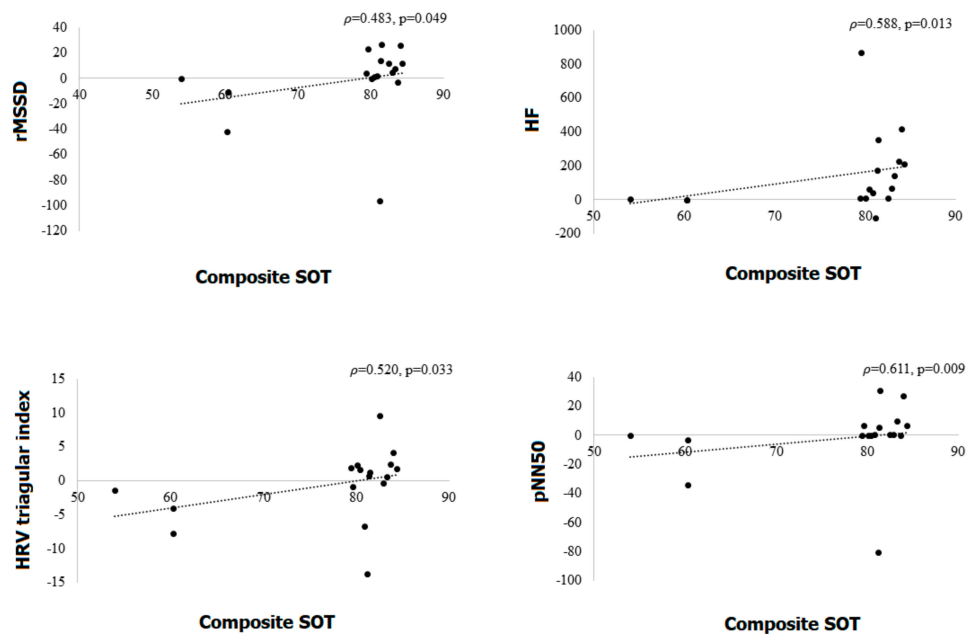 ρ=0.483, p=0.049
40
20
0
-20
-40
-60
-80
-100
-120
40 50 60 70 80 90
rMSSD
Composite SOT
ρ=0.588, p=0.013
1000
800
600
400
200
0
-200
50 60 70 80 90
HF
Composite SOT
ρ=0.520, p=0.033
15
10
5
0
-5
-10
-15
50 60 70 80 90
HRV triagular index
Composite SOT
ρ=0.611, p=0.009
40
20
0
-20
-40
-60
-80
-100
50 60 70 80 90
pNN50
Composite SOT